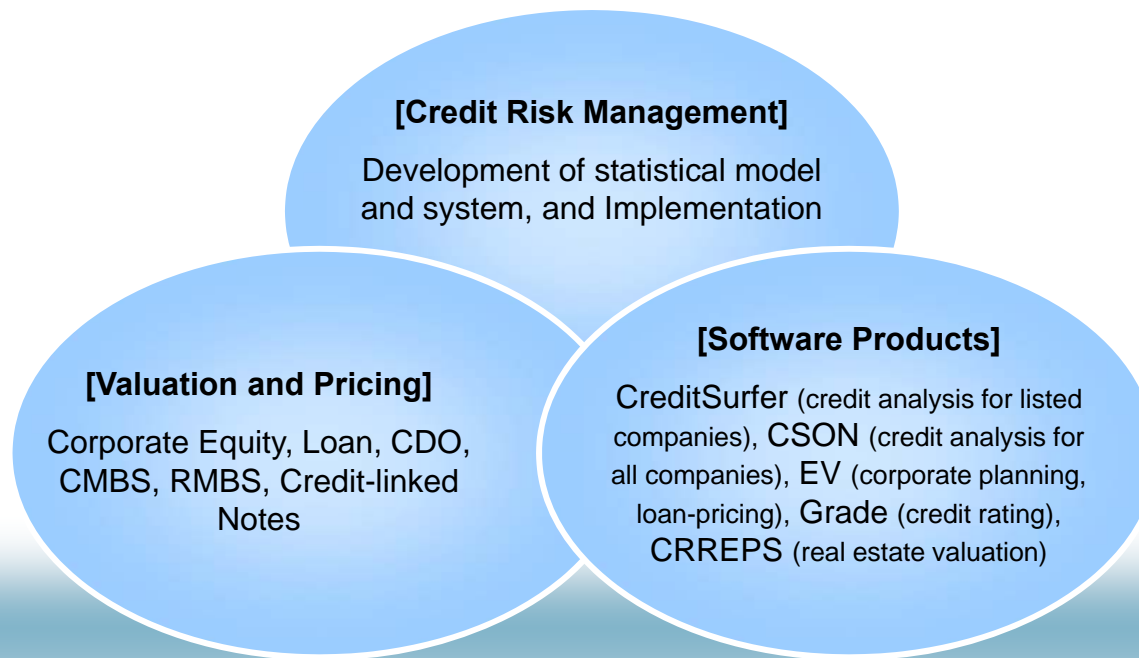 [Credit Risk Management]
Development of statistical model
and system, and Implementation
[Valuation and Pricing]
Corporate Equity, Loan, CDO,
CMBS, RMBS, Credit-linked
Notes
[Software Products]
CreditSurfer (credit analysis for listed
companies), CSON (credit analysis for
all companies), EV (corporate planning,
loan-pricing), Grade (credit rating),
CRREPS (real estate valuation)